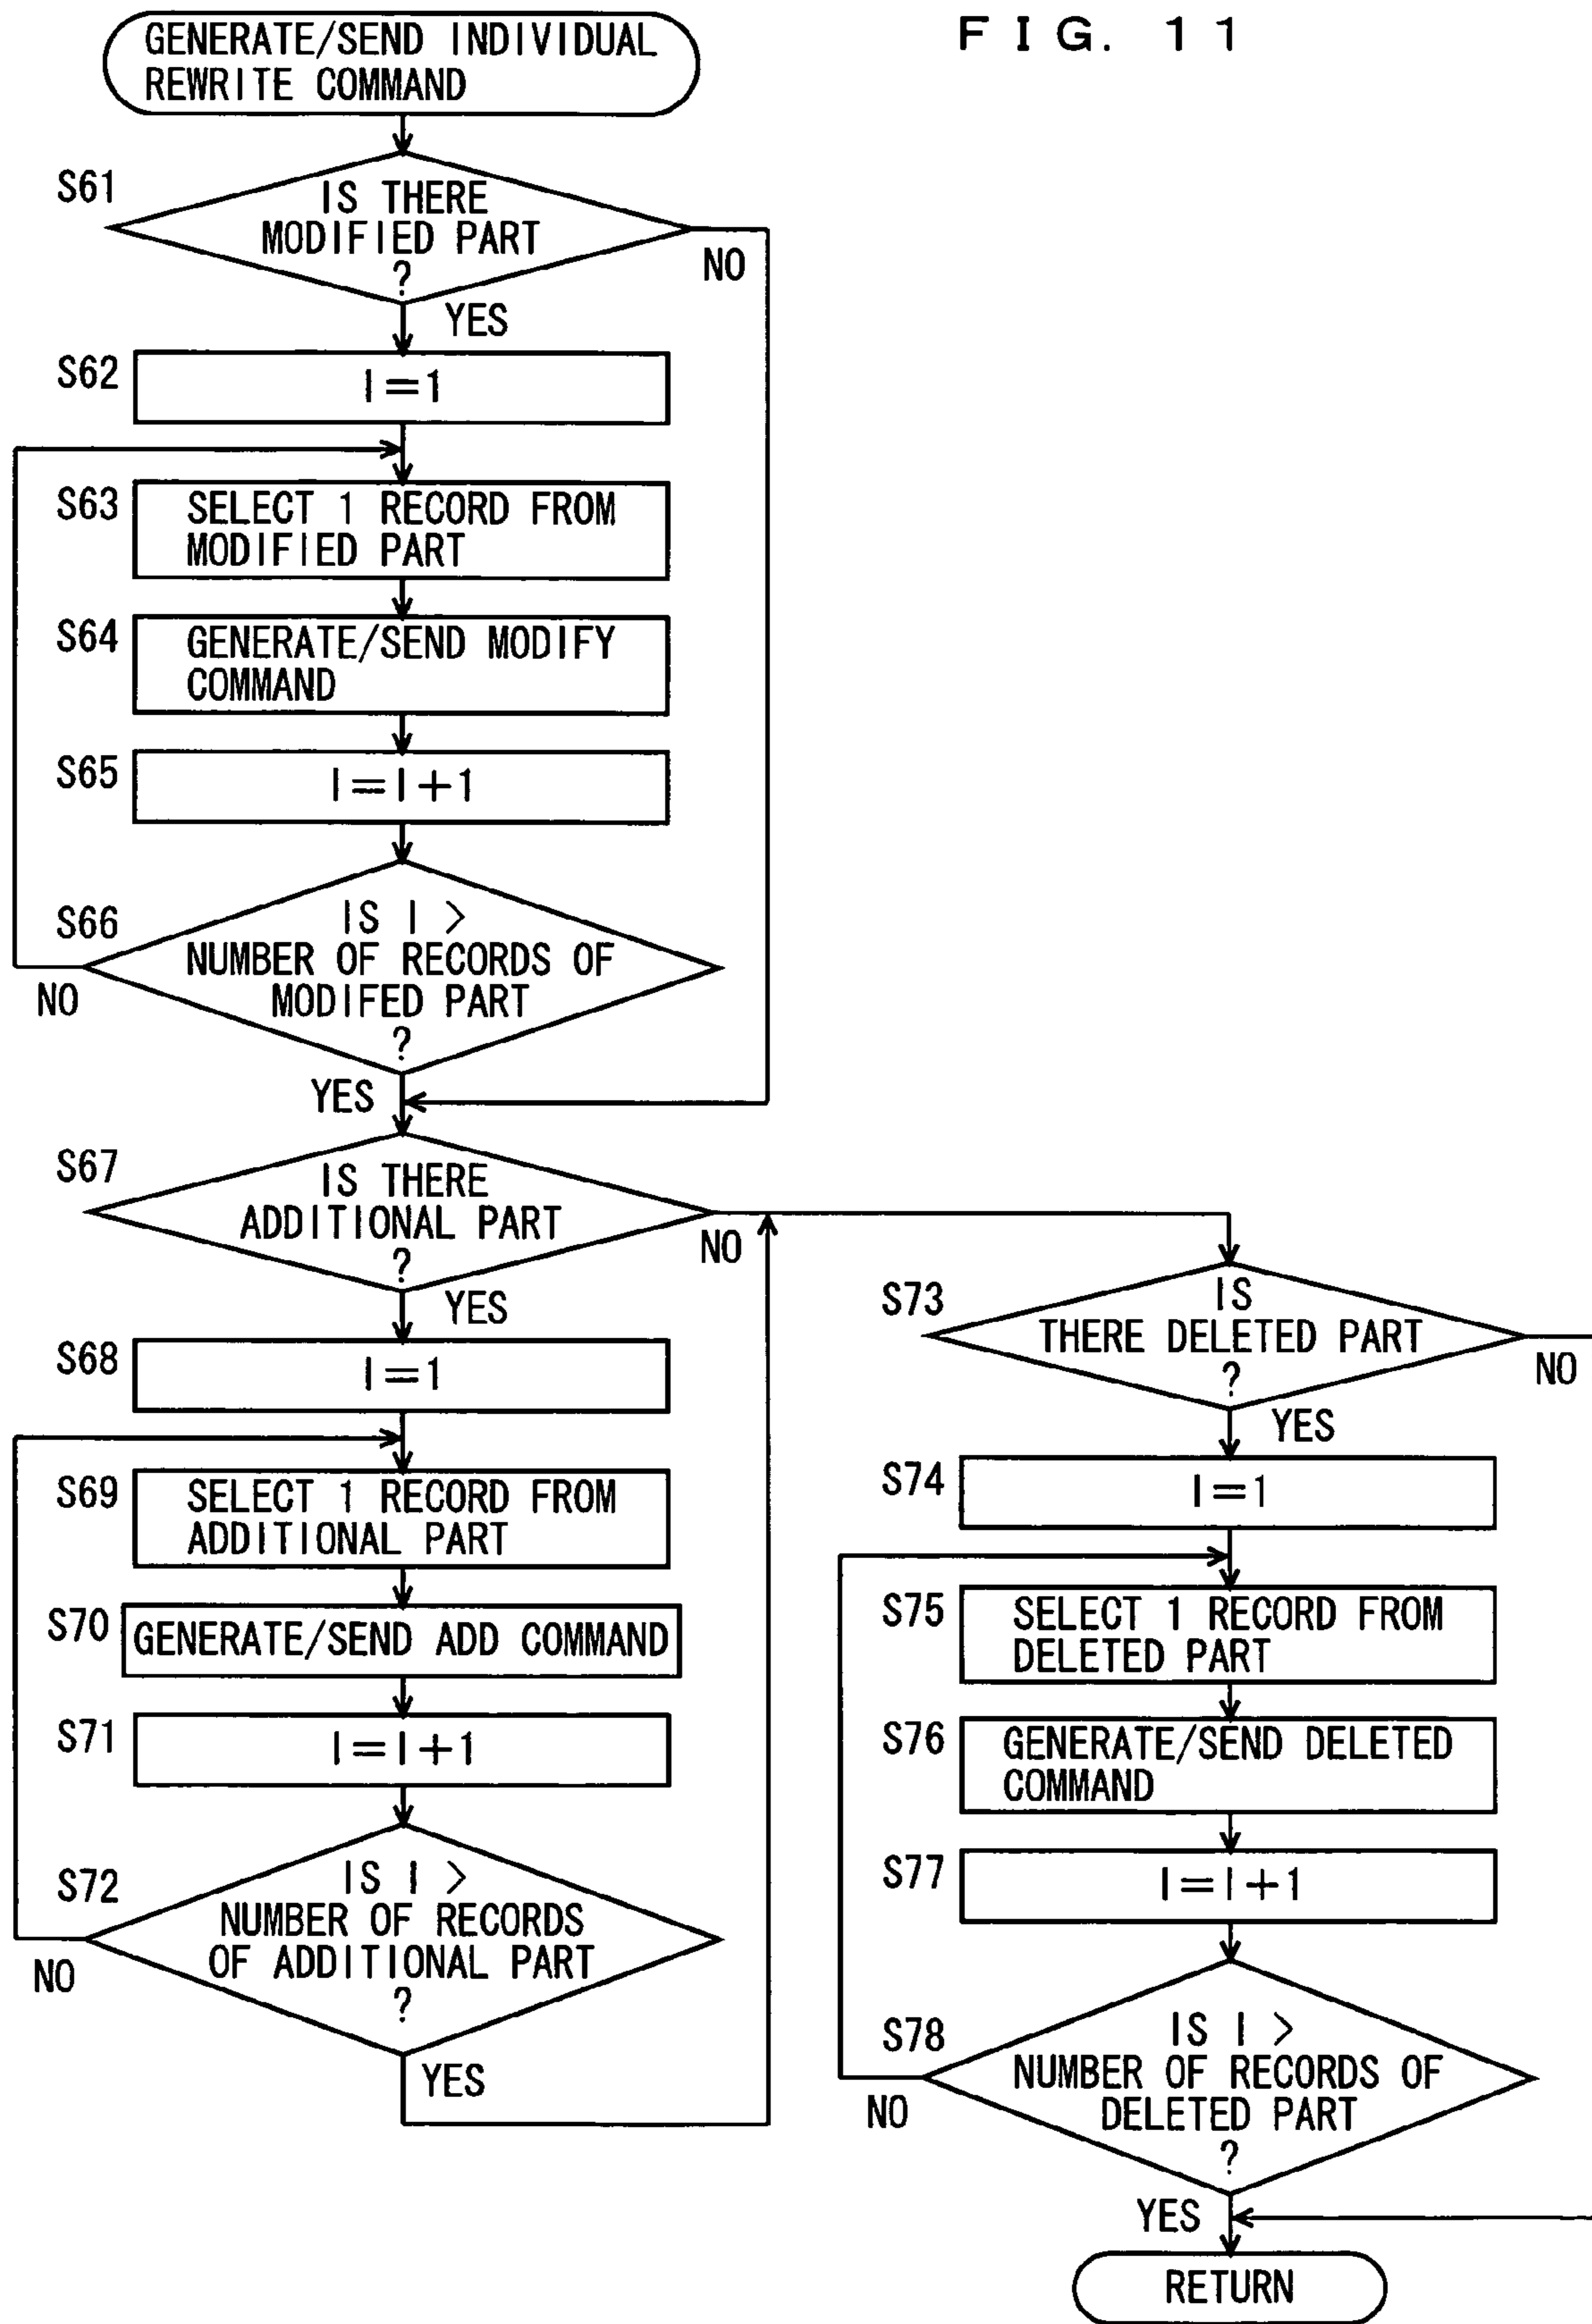 F I G. 11
GENERATE/SEND INDIVIDUAL
REWRITE COMMAND
S61
IS THERE
MODIFIED PART
?
NO
YES
S62
I=1
S63
SELECT 1 RECORD FROM
MODIFIED PART
S64
GENERATE/SEND MODIFY
COMMAND
S65
I=I+1
S66
IS I >
NUMBER OF RECORDS OF
MODIFED PART
?
NO
YES
S67
IS THERE
ADDITIONAL PART
?
NO
YES
S68
I=1
S69
SELECT 1 RECORD FROM
ADDITIONAL PART
S70
GENERATE/SEND ADD COMMAND
S71
I=I+1
S72
IS I >
NUMBER OF RECORDS
OF ADDITIONAL PART
?
NO
YES
S73
IS
THERE DELETED PART
?
NO
YES
S74
I=1
S75
SELECT 1 RECORD FROM
DELETED PART
S76
GENERATE/SEND DELETED
COMMAND
S77
I=I+1
S78
IS I >
NUMBER OF RECORDS OF
DELETED PART
?
NO
YES
RETURN